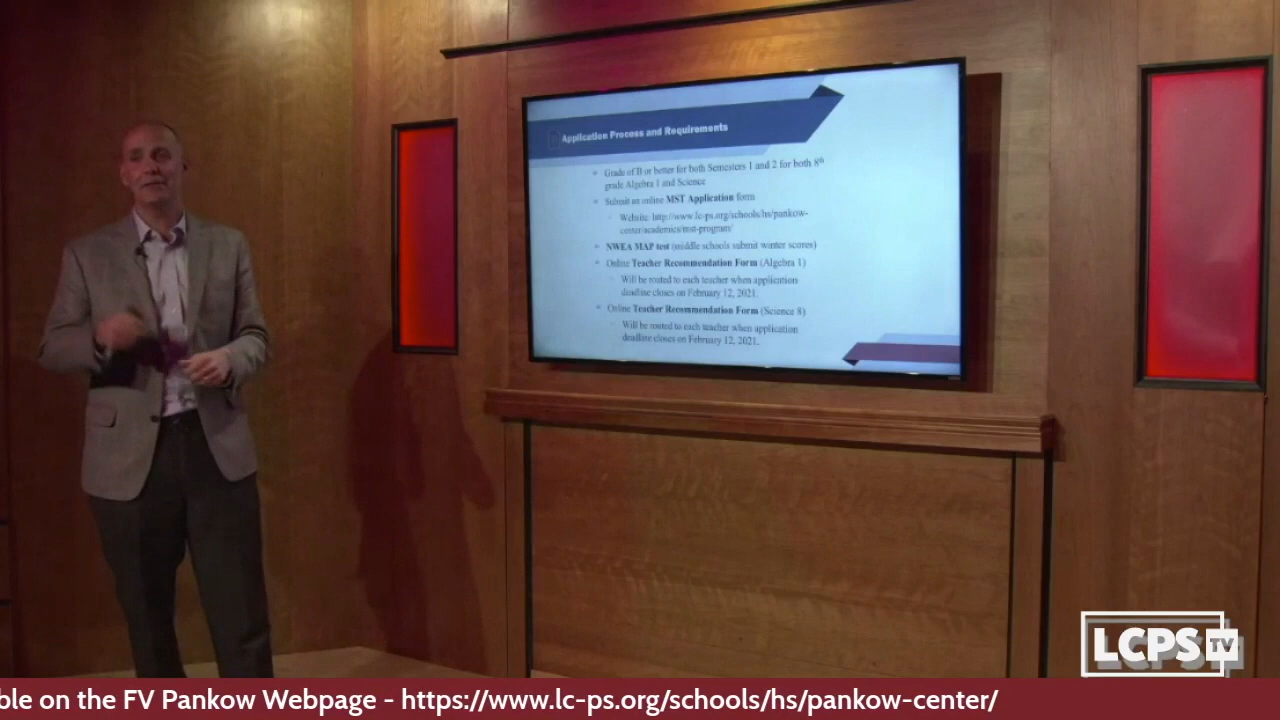 Application Process and Requirements
Grade of B or better for both Semesters 1 and 2 for both 8th
grade Algebra 1 and Science
Submit an online MST Application form
Website: http://www.lc-ps.org/schools/hs/pankow-
center/academics/mst-program/
NWEA MAP test (middle schools submit winter scores)
Online Teacher Recommendation Form (Algebra 1)
Will be routed to each teacher when application
deadline closes on February 12, 2021.
Online Teacher Recommendation Form (Science 8)
Will be routed to each teacher when application
deadline closes on February 12, 2021.
LCPS TV
ble on the FV Pankow Webpage - https://www.lc-ps.org/schools/hs/pankow-center/